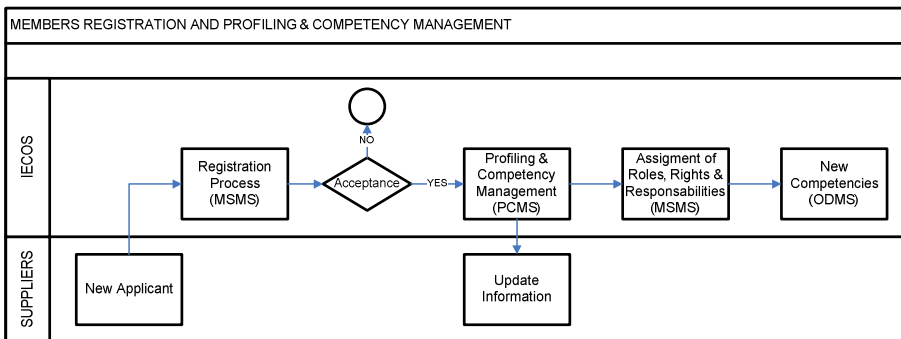 MEMBERS REGISTRATION AND PROFILING & COMPETENCY MANAGEMENT
IECOS
NO
Registration
Process
(MSMS)
Acceptance
YES
Profiling &
Competency
Management
(PCMS)
Assigment of
Roles, Rights &
Responsabilities
(MSMS)
New
Competencies
(ODMS)
SUPPLIERS
New Applicant
Update
Information